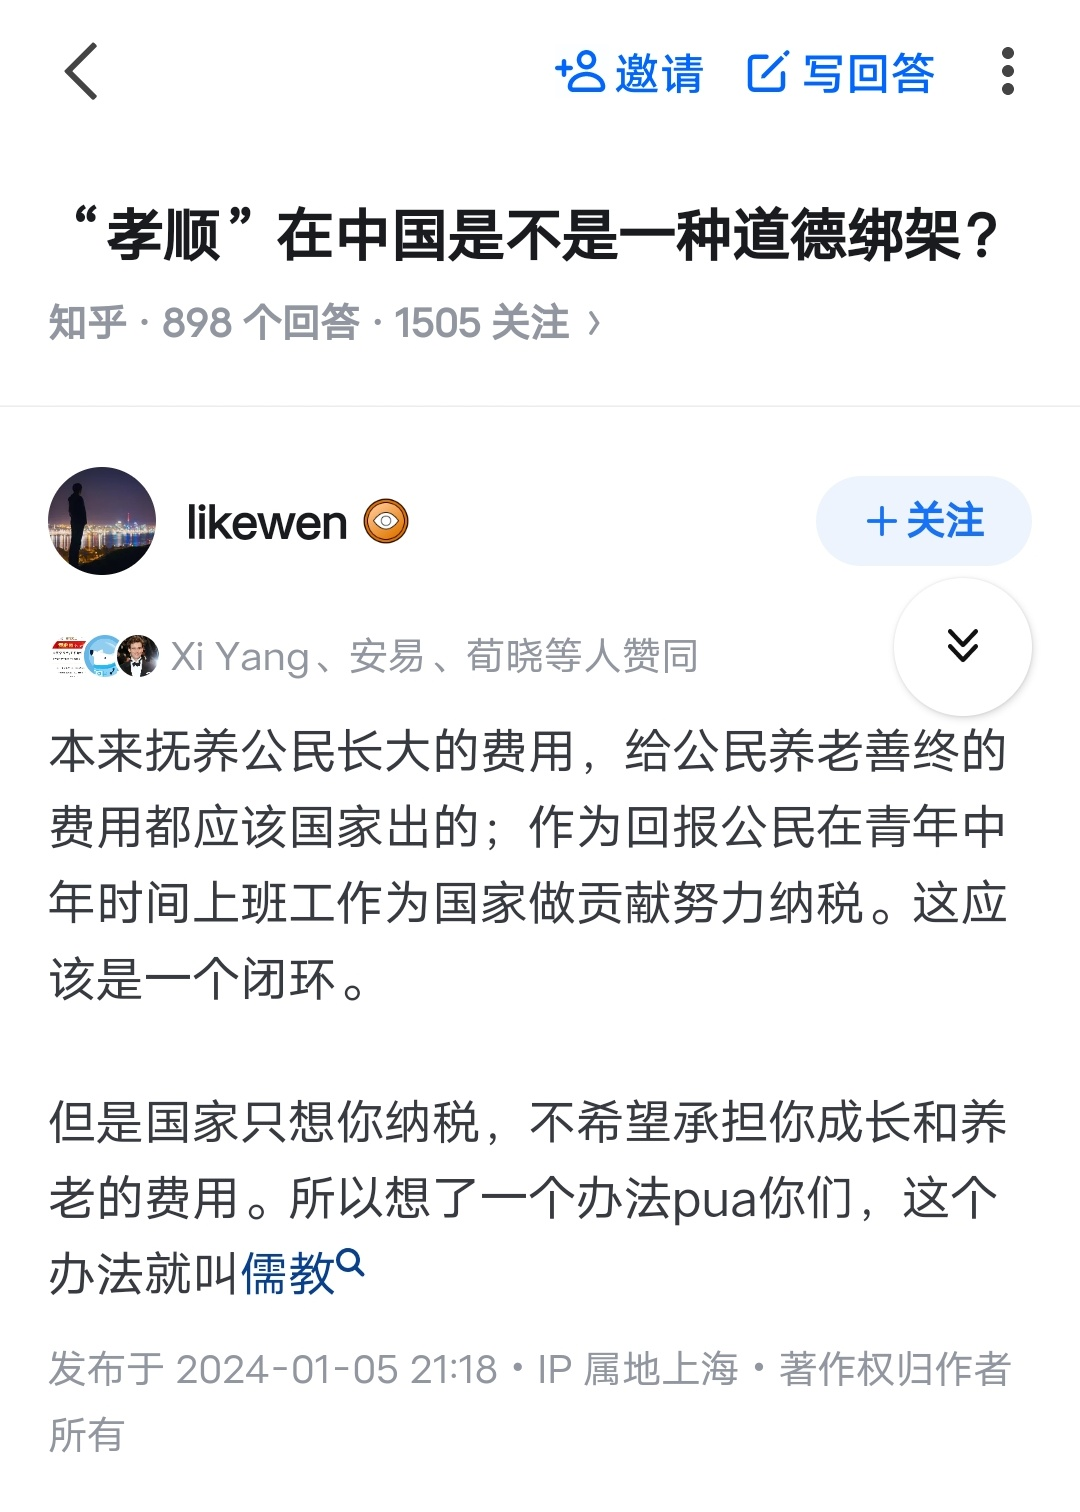 邀请 写回答
“孝顺”在中国是不是一种道德绑架？
知乎 · 898 个回答 · 1505 关注 ›
likewen
＋关注
Xi Yang、安易、荀晓等人赞同
本来抚养公民长大的费用，给公民养老善终的
费用都应该国家出的；作为回报公民在青年中
年时间上班工作为国家做贡献努力纳税。这应
该是一个闭环。
但是国家只想你纳税，不希望承担你成长和养
老的费用。所以想了一个办法pua你们，这个
办法就叫儒教
发布于 2024-01-05 21:18 · IP 属地上海 · 著作权归作者
所有